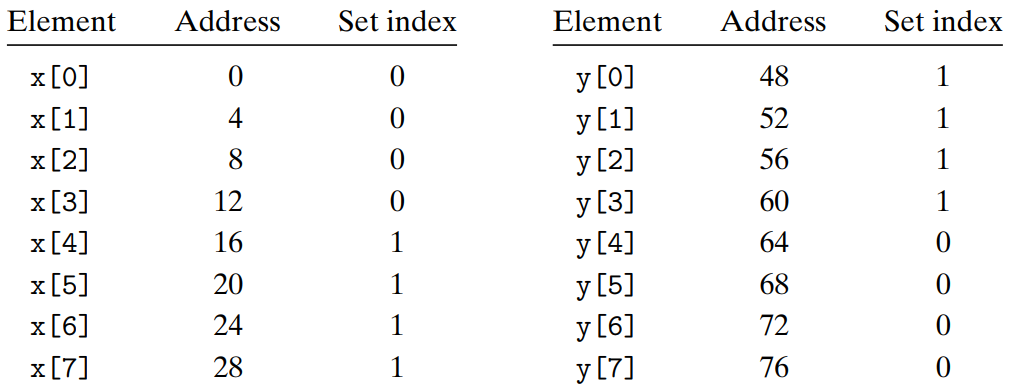 Element Address Set index Element Address Set index
x[0] 0 0 y[0] 48 1
x[1] 4 0 y[1] 52 1
x[2] 8 0 y[2] 56 1
x[3] 12 0 y[3] 60 1
x[4] 16 1 y[4] 64 0
x[5] 20 1 y[5] 68 0
x[6] 24 1 y[6] 72 0
x[7] 28 1 y[7] 76 0